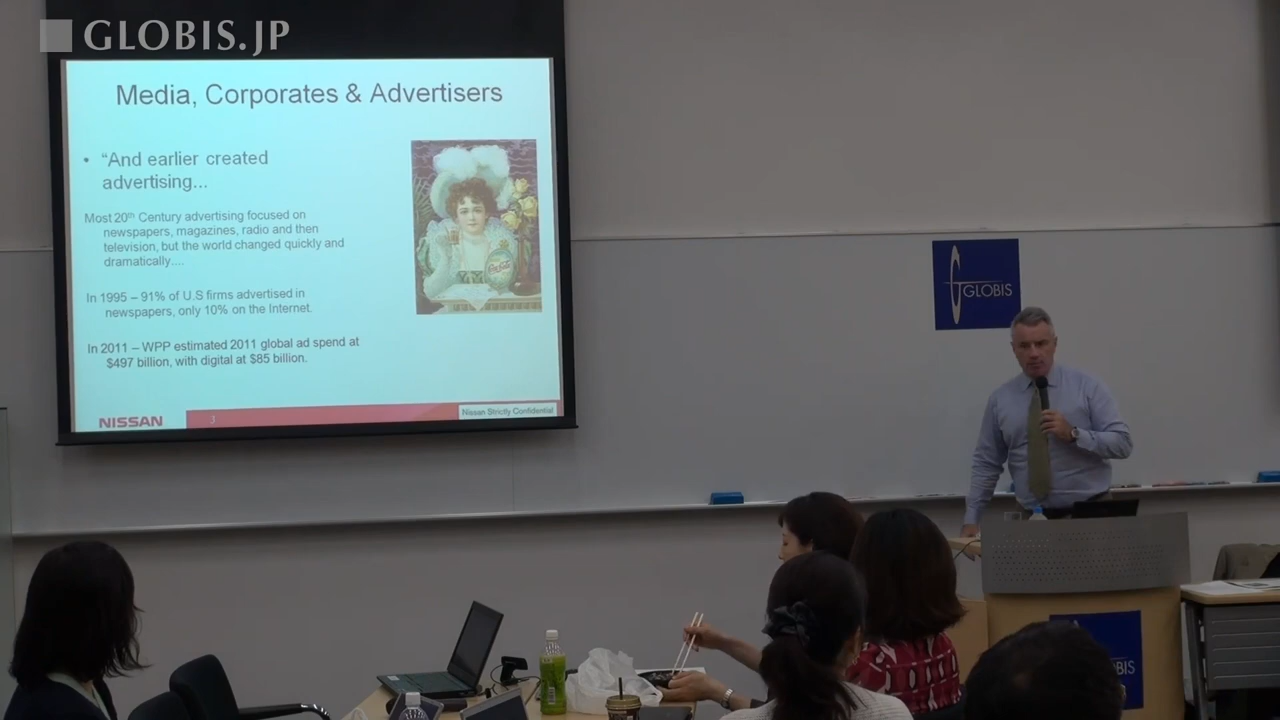 GLOBIS.JP
Media, Corporates & Advertisers
• “And earlier created
advertising...
Most 20th Century advertising focused on
newspapers, magazines, radio and then
television, but the world changed quickly and
dramatically....
In 1995 – 91% of U.S firms advertised in
newspapers, only 10% on the Internet.
In 2011 – WPP estimated 2011 global ad spend at
$497 billion, with digital at $85 billion.
NISSAN
3
Nissan Strictly Confidential
GLOBIS
OBIS